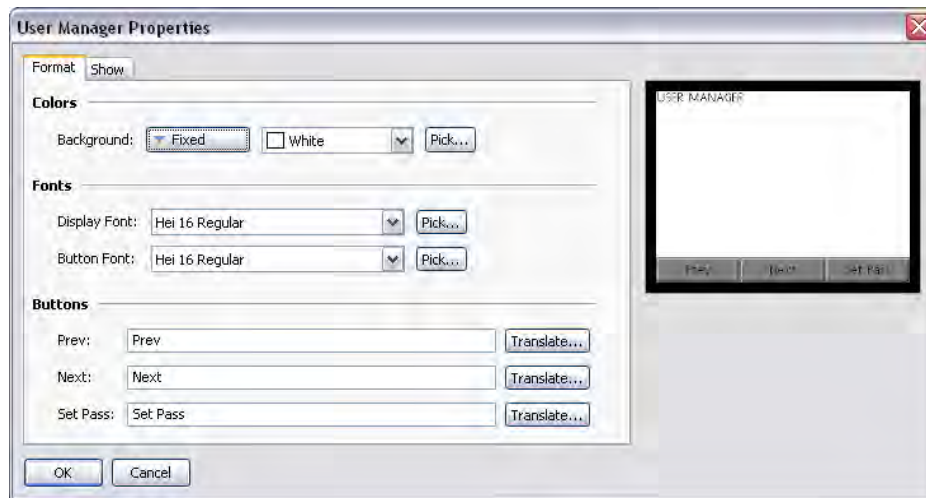 User Manager Properties
Format Show
Colors
Background: Fixed White Pick...
Fonts
Display Font: Hei 16 Regular Pick...
Button Font: Hei 16 Regular Pick...
Buttons
Prev: Prev Translate...
Next: Next Translate...
Set Pass: Set Pass Translate...
OK Cancel
USER MANAGER
Prev Next Set Pass